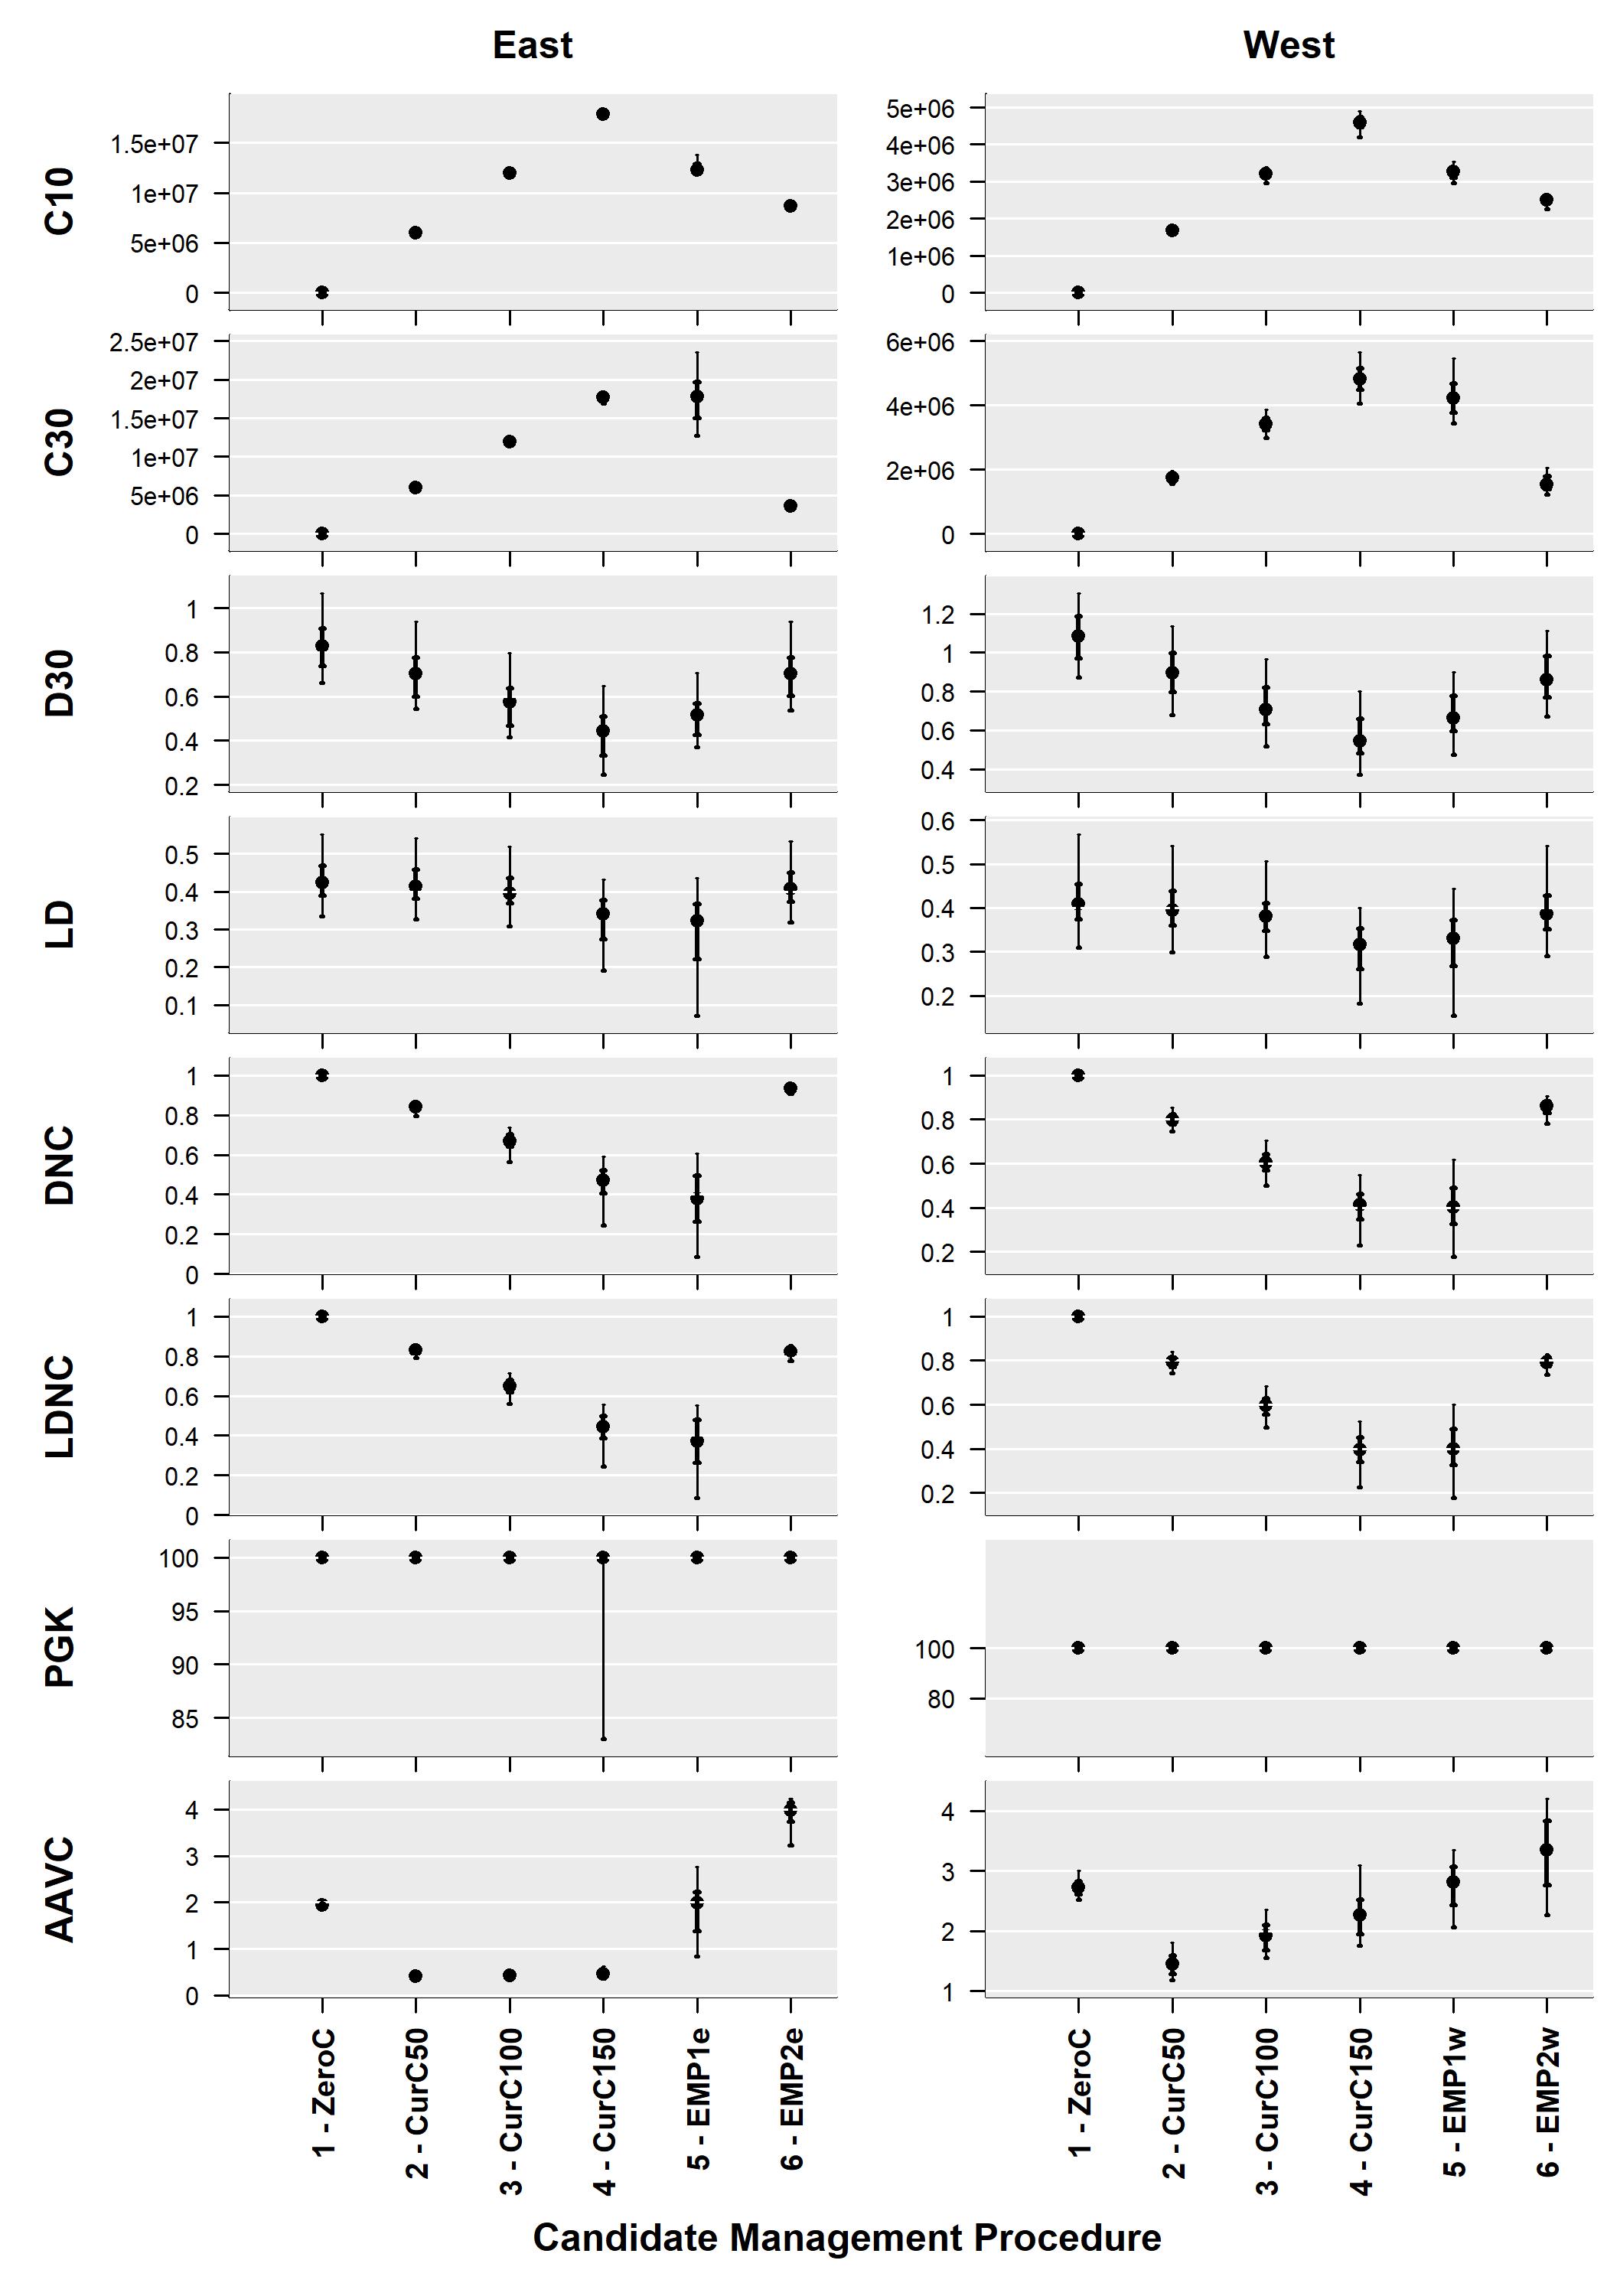 East West
C10
1.5e+07
1e+07
5e+06
0
5e+06
4e+06
3e+06
2e+06
1e+06
0
C30
2.5e+07
2e+07
1.5e+07
1e+07
5e+06
0
6e+06
4e+06
2e+06
0
D30
1
0.8
0.6
0.4
0.2
1.2
1
0.8
0.6
0.4
LD
0.5
0.4
0.3
0.2
0.1
0.6
0.5
0.4
0.3
0.2
DNC
1
0.8
0.6
0.4
0.2
0
1
0.8
0.6
0.4
0.2
LDNC
1
0.8
0.6
0.4
0.2
0
1
0.8
0.6
0.4
0.2
PGK
100
95
90
85
100
80
AAVC
4
3
2
1
0
4
3
2
1
1 - ZeroC
2 - CurC50
3 - CurC100
4 - CurC150
5 - EMP1e
6 - EMP2e
1 - ZeroC
2 - CurC50
3 - CurC100
4 - CurC150
5 - EMP1w
6 - EMP2w
Candidate Management Procedure